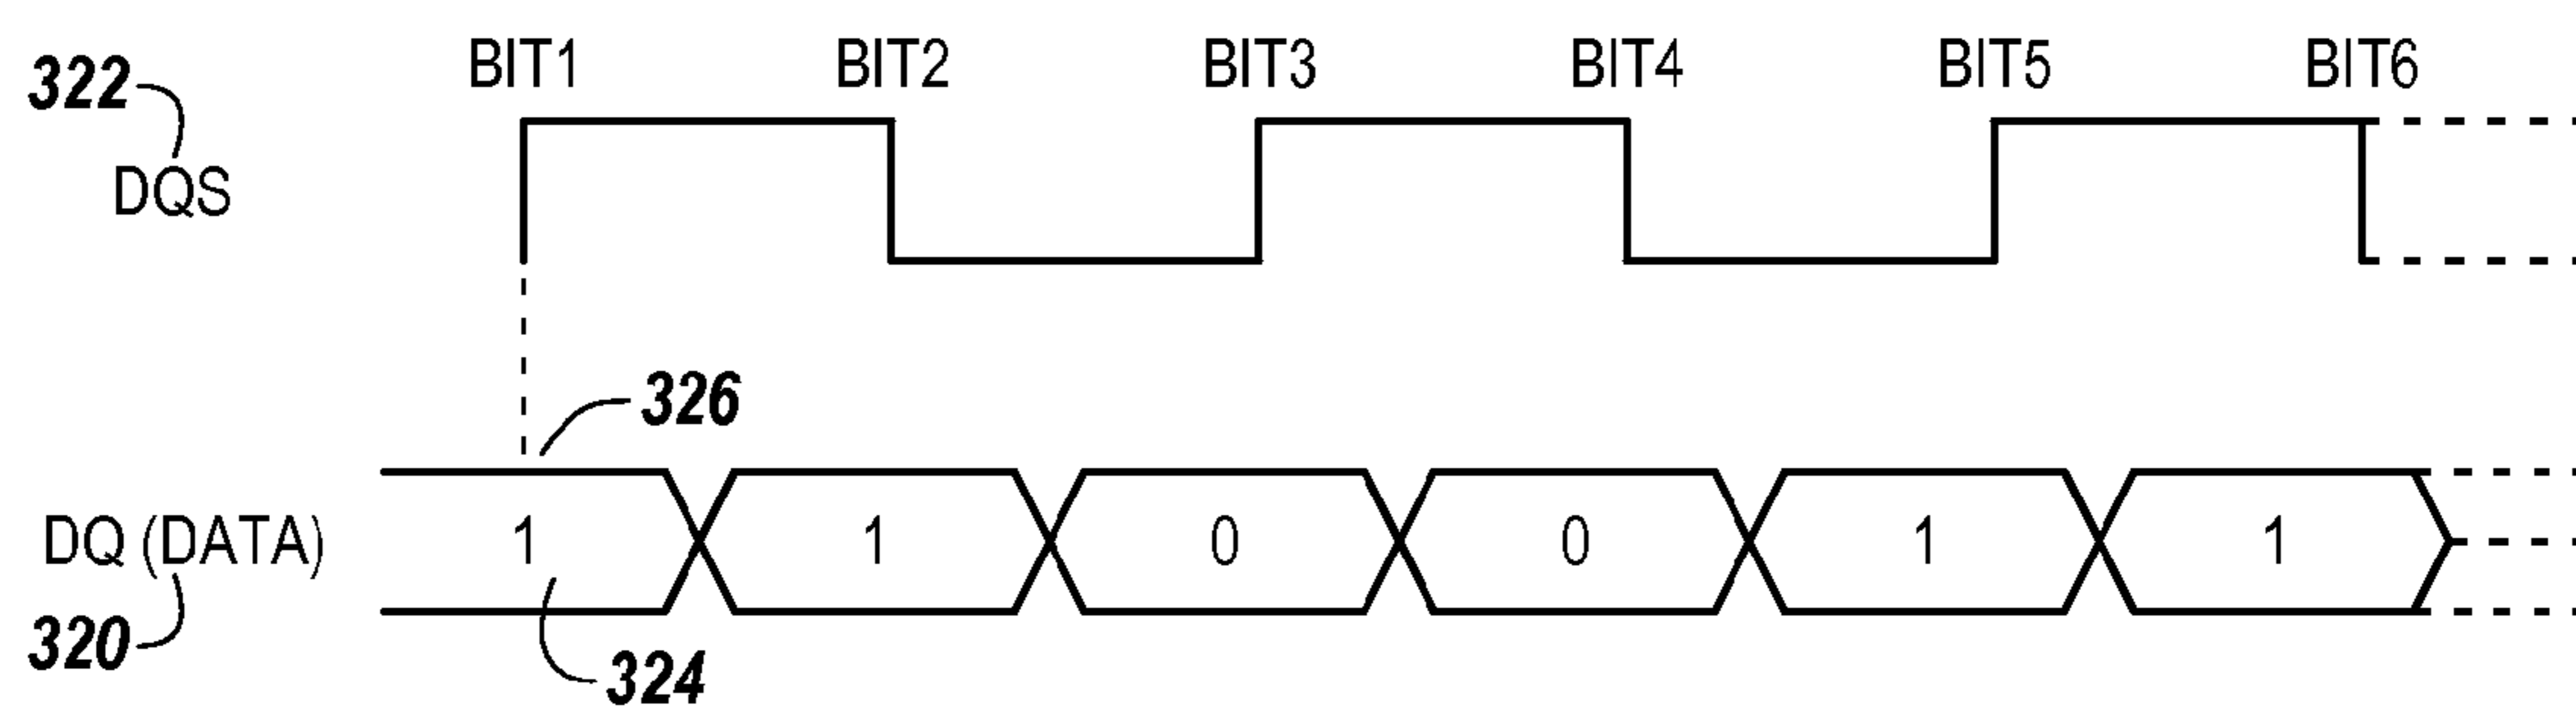 BIT1 BIT2 BIT3 BIT4 BIT5 BIT6
322
DQS
326
DQ (DATA) 1 1 0 0 1 1
320
324